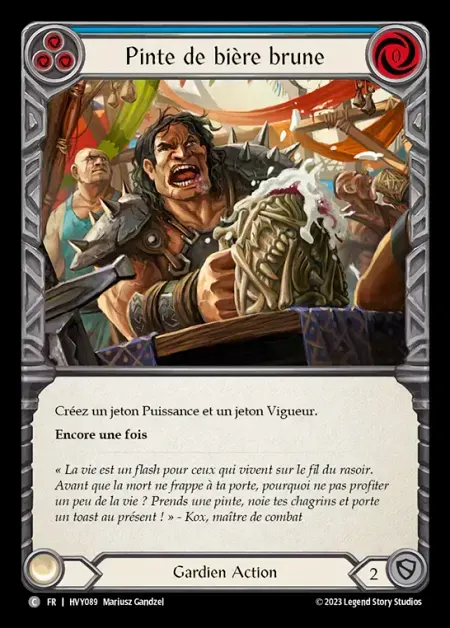 Pinte de bière brune
0
Créez un jeton Puissance et un jeton Vigueur.
Encore une fois
« La vie est un flash pour ceux qui vivent sur le fil du rasoir.
Avant que la mort ne frappe à ta porte, pourquoi ne pas profiter
un peu de la vie ? Prends une pinte, noie tes chagrins et porte
un toast au présent ! » - Kox, maître de combat
Gardien Action
2
C FR | HVY089 Mariusz Gandzel
© 2023 Legend Story Studios